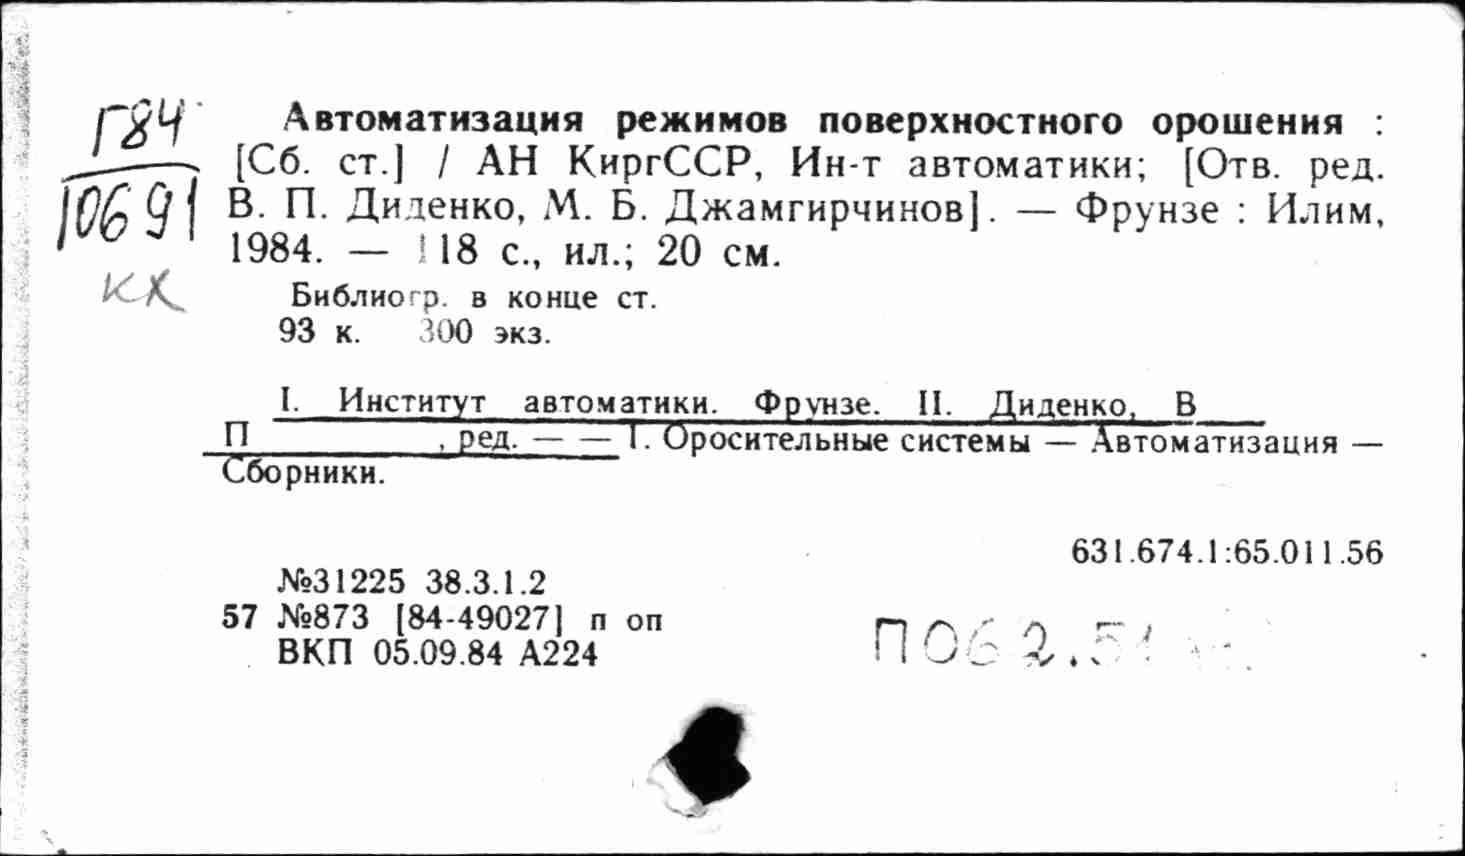 Г84
10691
кх
Автоматизация режимов поверхностного орошения :
[Сб. ст.] / АН КиргССР, Ин-т автоматики; [Отв. ред.
В. П. Диденко, М. Б. Джамгирчинов]. — Фрунзе : Илим,
1984. — 118 с., ил.; 20 см.
Библиогр. в конце ст.
93 к. 300 экз.
I. Институт автоматики. Фрунзе. II. Диденко, В
П , ред. — — 1. Оросительные системы — Автоматизация —
Сборники.
631.674.1:65.011.56
№31225 38.3.1.2
57 №873 [84-49027] п оп
ВКП 05.09.84 А224
П062.51